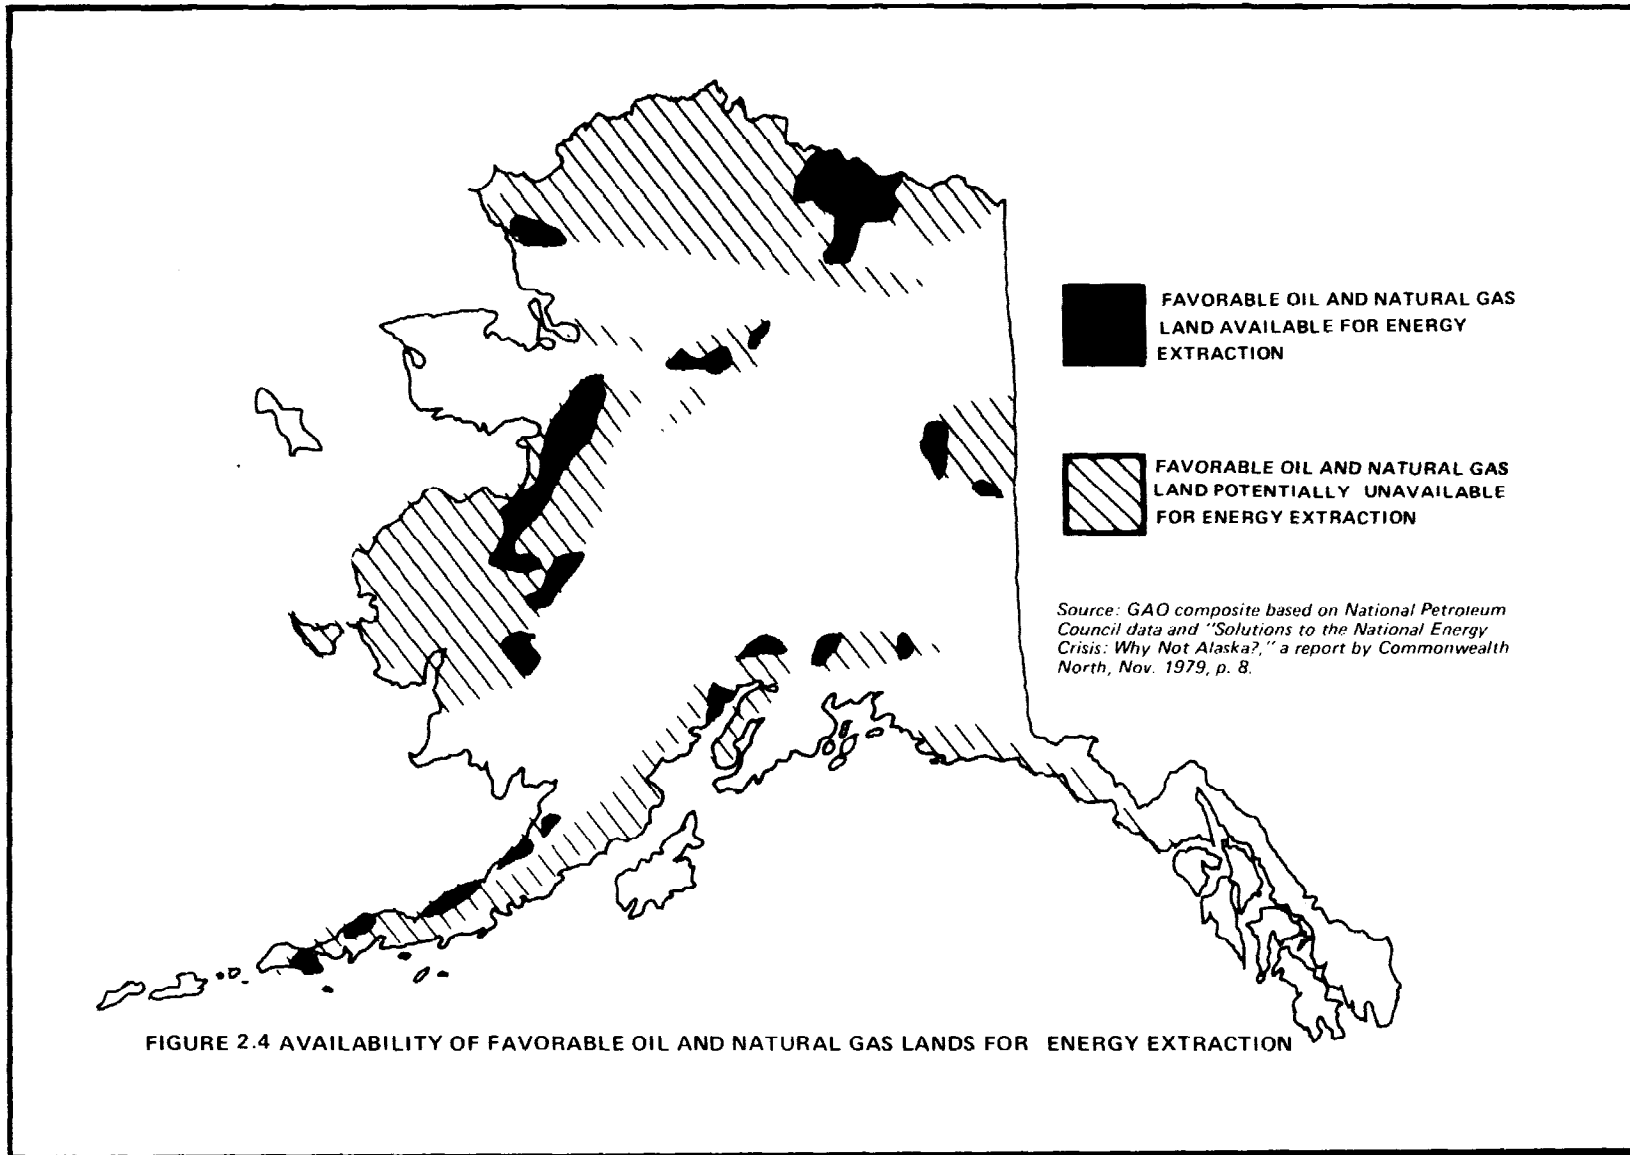 FAVORABLE OIL AND NATURAL GAS
LAND AVAILABLE FOR ENERGY
EXTRACTION
FAVORABLE OIL AND NATURAL GAS
LAND POTENTIALLY UNAVAILABLE
FOR ENERGY EXTRACTION
Source: GAO composite based on National Petroleum
Council data and "Solutions to the National Energy
Crisis: Why Not Alaska?," a report by Commonwealth
North, Nov. 1979, p. 8.
FIGURE 2.4 AVAILABILITY OF FAVORABLE OIL AND NATURAL GAS LANDS FOR ENERGY EXTRACTION